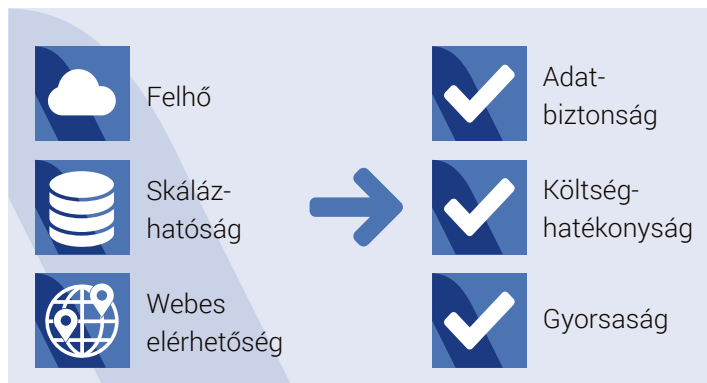 Felhő
Skáláz-
hatóság
Webes
elérhetőség
Adat-
biztonság
Költség-
hatékonyság
Gyorsaság